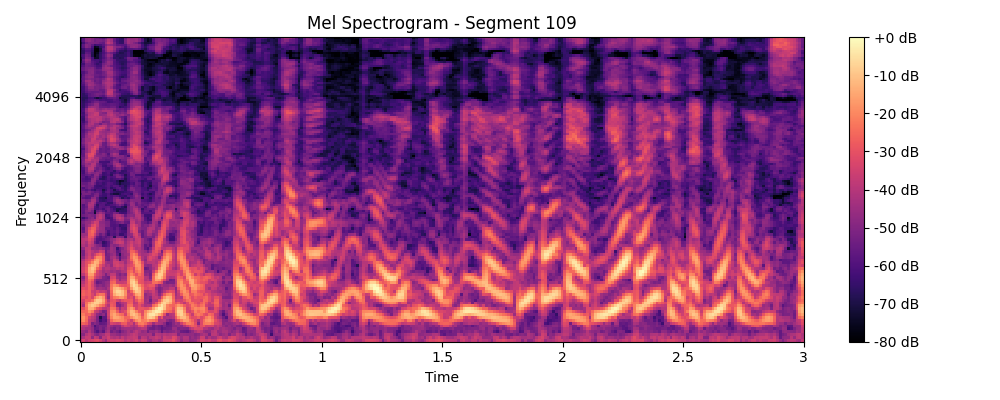 Mel Spectrogram - Segment 109
Frequency
4096
2048
1024
512
0
0
0.5
1
1.5
2
2.5
3
Time
+0 dB
-10 dB
-20 dB
-30 dB
-40 dB
-50 dB
-60 dB
-70 dB
-80 dB